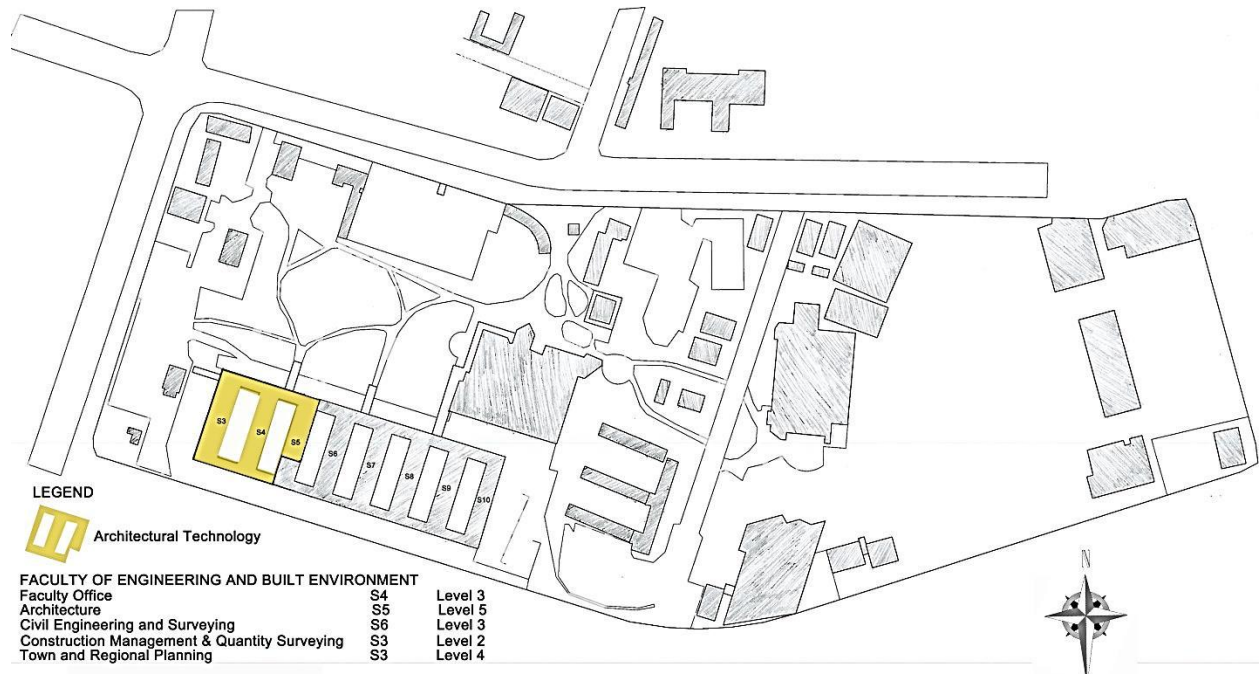 S3
S4
S5
S6
S7
S8
S9
S10
LEGEND
Architectural Technology
FACULTY OF ENGINEERING AND BUILT ENVIRONMENT
Faculty Office S4 Level 3
Architecture S5 Level 5
Civil Engineering and Surveying S6 Level 3
Construction Management & Quantity Surveying S3 Level 2
Town and Regional Planning S3 Level 4
N